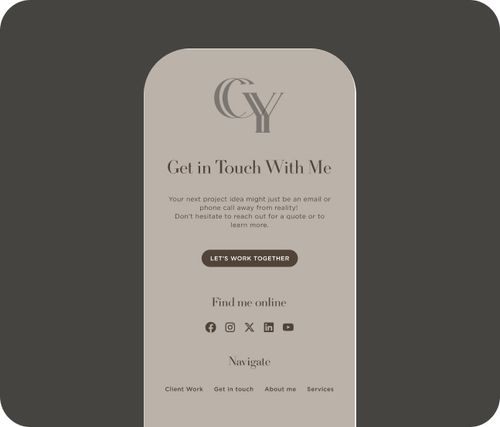 CY
Get in Touch With Me
Your next project idea might just be an email or
phone call away from reality!
Don't hesitate to reach out for a quote or to
learn more.
LET'S WORK TOGETHER
Find me online
Navigate
Client Work Get in touch About me Services